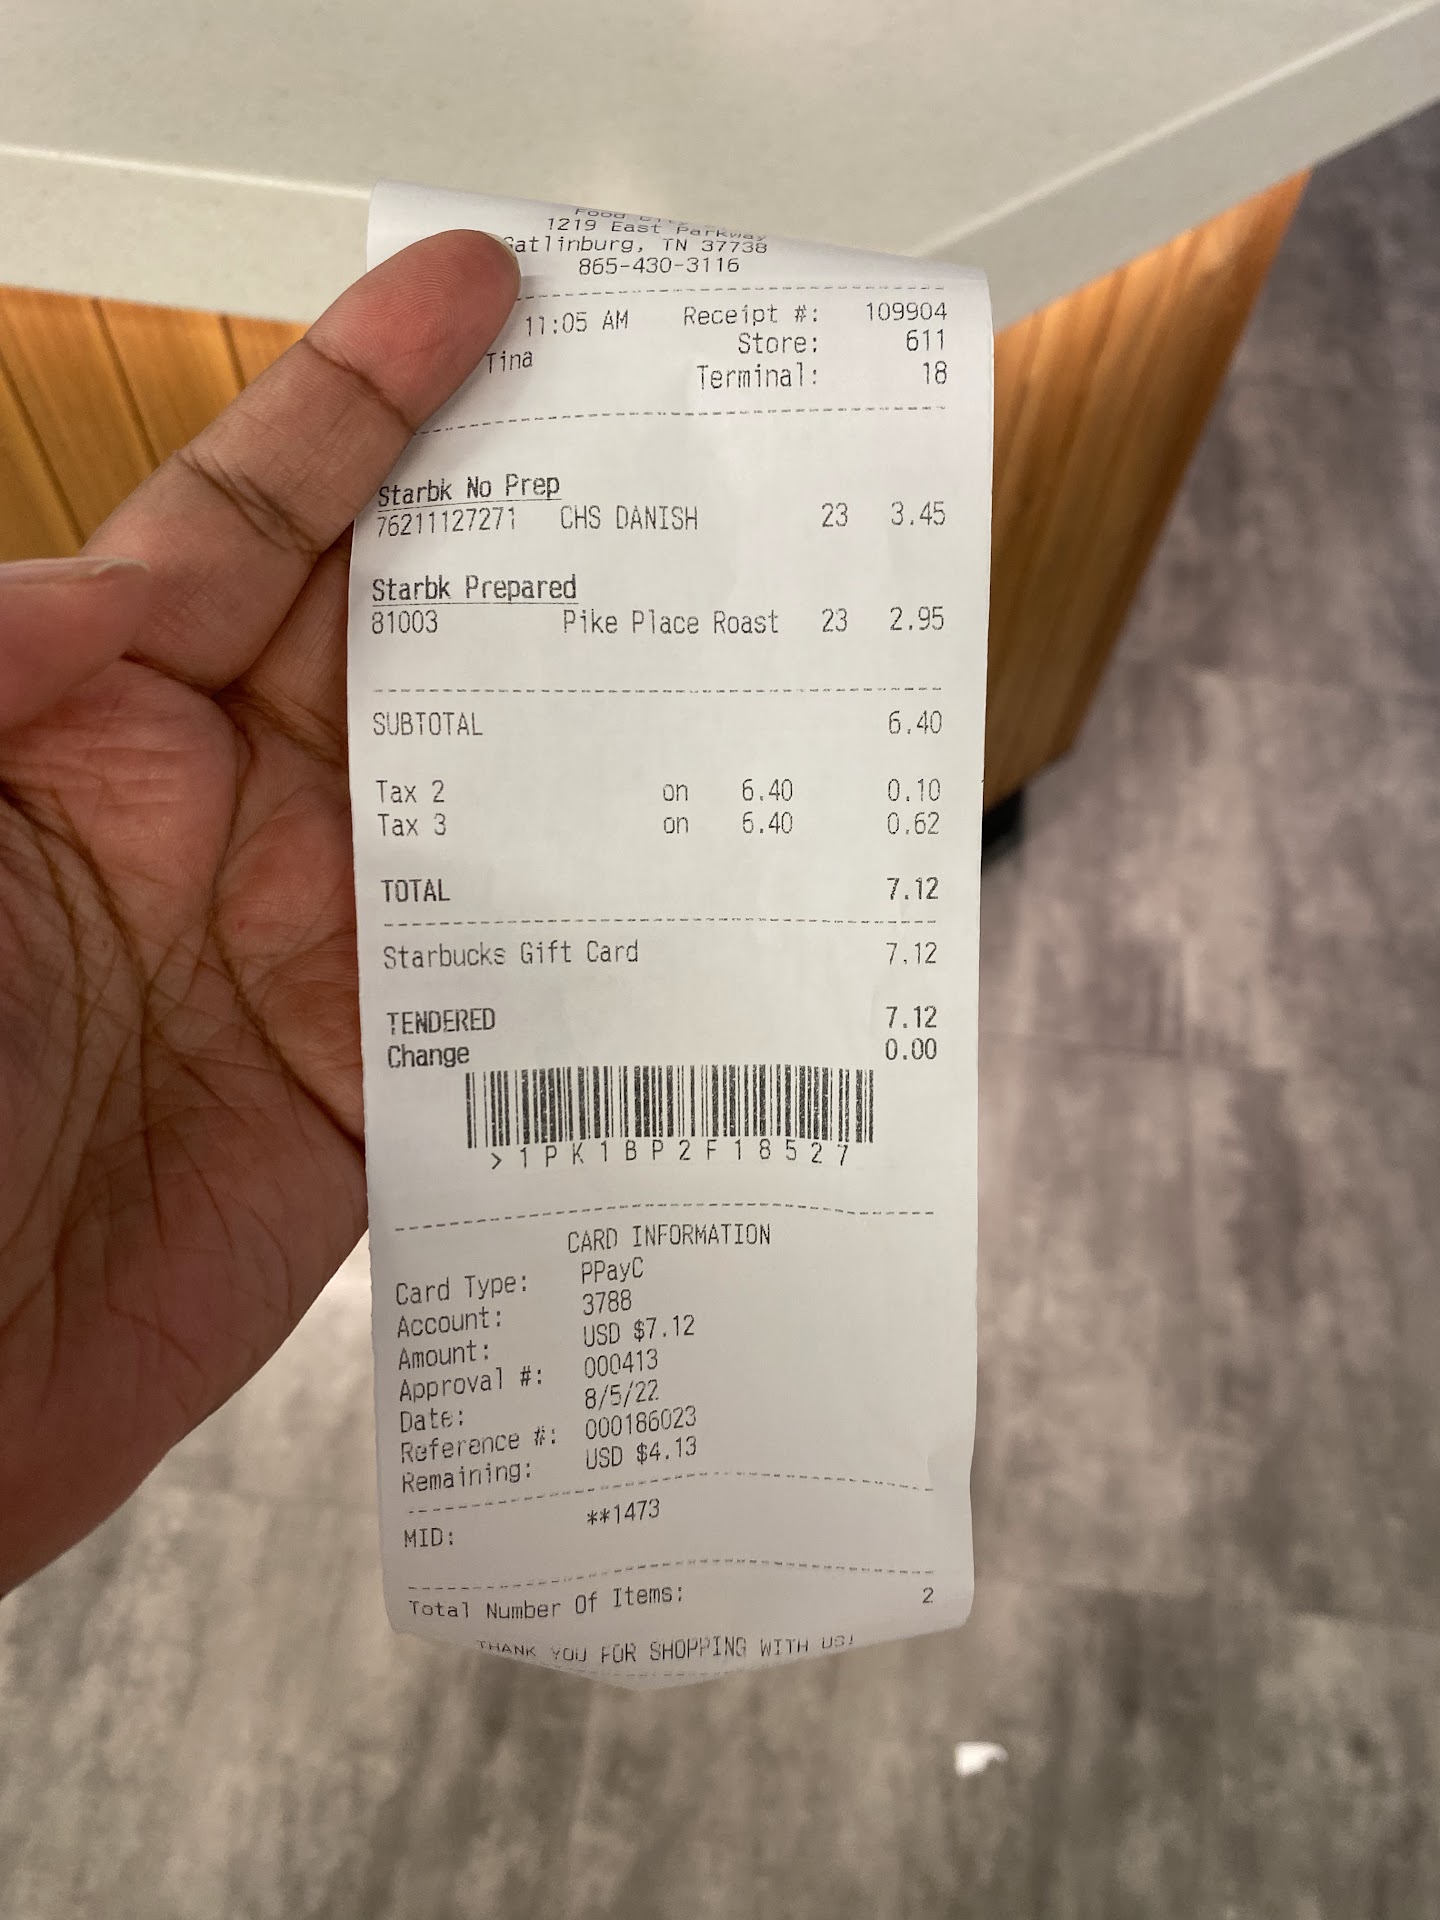 Food City
1219 East Parkway
Gatlinburg, TN 37738
865-430-3116
11:05 AM Receipt #: 109904
Store: 611
Tina
Terminal: 18
Starbk No Prep
76211127271 CHS DANISH 23 3.45
Starbk Prepared
81003 Pike Place Roast 23 2.95
SUBTOTAL 6.40
Tax 2 on 6.40 0.10
Tax 3 on 6.40 0.62
TOTAL 7.12
Starbucks Gift Card 7.12
TENDERED 7.12
Change 0.00
>1PK1BP2F18527
CARD INFORMATION
Card Type: PPayC
Account: 3788
Amount: USD $7.12
Approval #: 000413
Date: 8/5/22
Reference #: 000186023
Remaining: USD $4.13
MID: **1473
Total Number Of Items: 2
THANK YOU FOR SHOPPING WITH US!